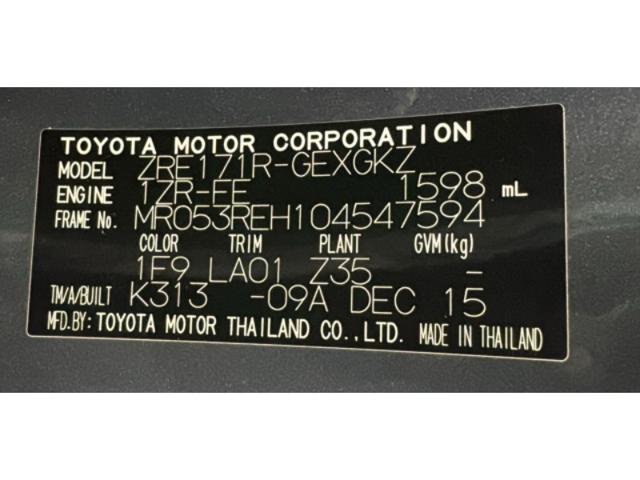 TOYOTA MOTOR CORPORATION
MODEL ZRE171R-GEXGKZ
ENGINE 1ZR-FE 1598 mL
FRAME No. MR053REH104547594
COLOR TRIM PLANT GVM(kg)
1F9 LA01 Z35 -
TM/A/BUILT K313 -09A DEC 15
MFD.BY: TOYOTA MOTOR THAILAND CO.,LTD. MADE IN THAILAND